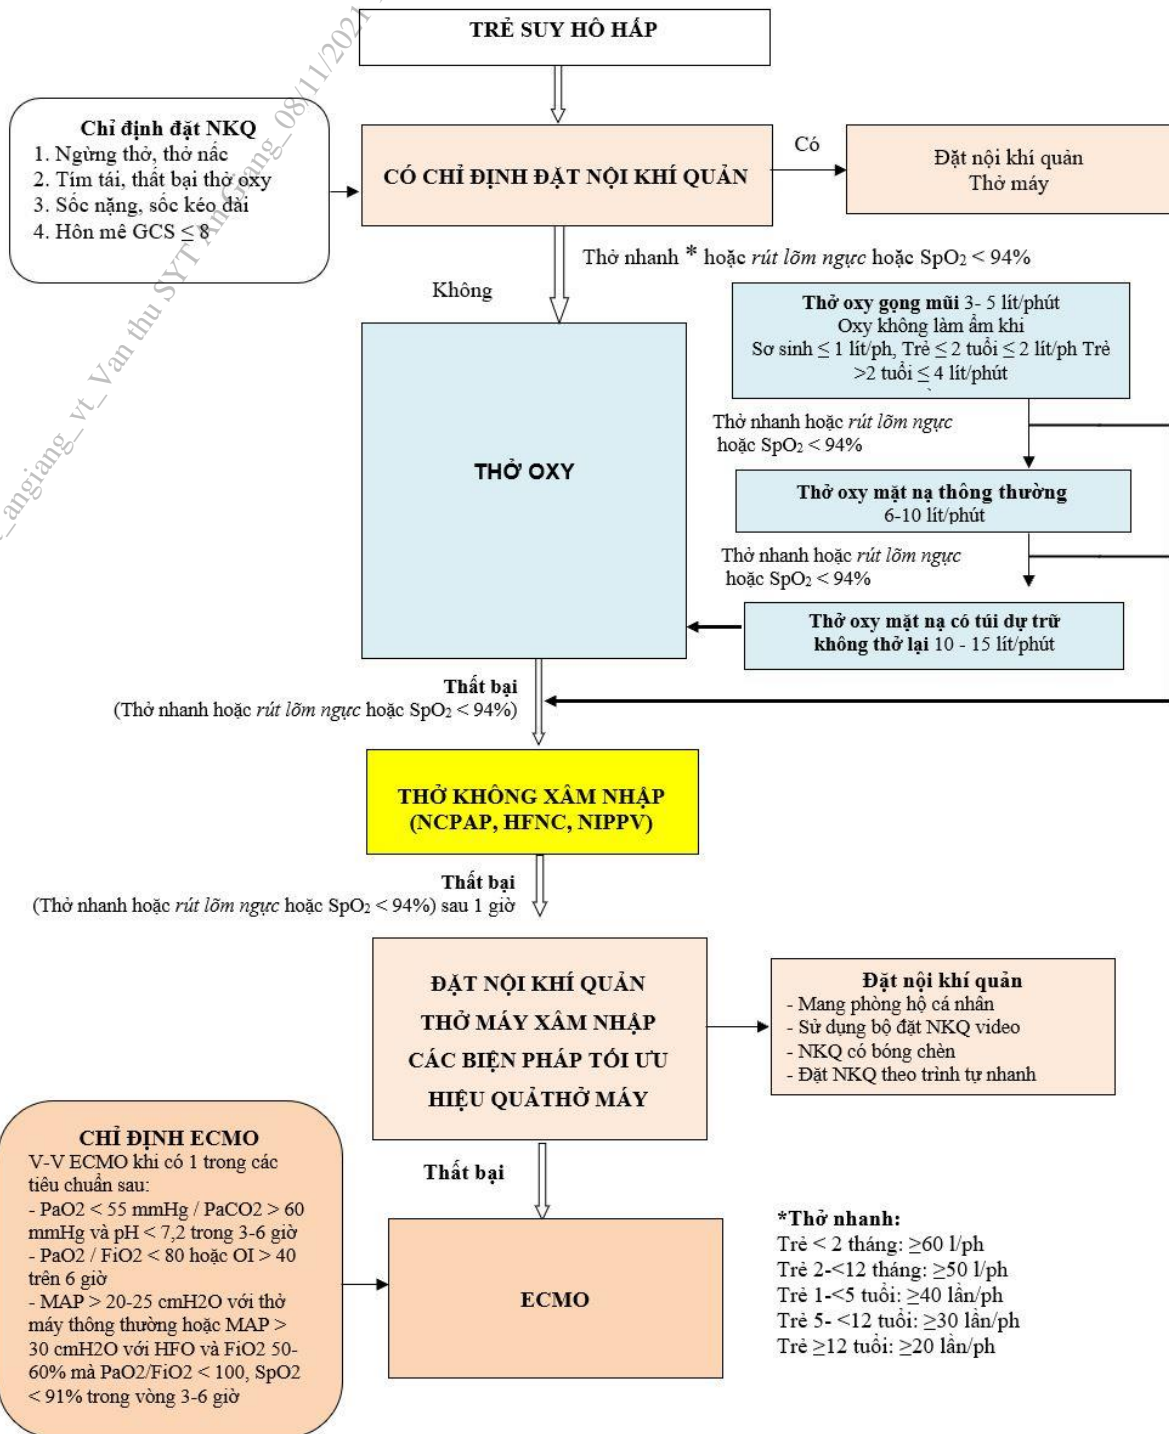 TRẺ SUY HÔ HẤP
Chỉ định đặt NKQ
1. Ngừng thở, thở nấc
2. Tím tái, thất bại thở oxy
3. Sốc nặng, sốc kéo dài
4. Hôn mê GCS ≤ 8
CÓ CHỈ ĐỊNH ĐẶT NỘI KHÍ QUẢN
Có
Đặt nội khí quản
Thở máy
Thở nhanh * hoặc rút lõm ngực hoặc SpO₂ < 94%
Không
Thở oxy gọng mũi 3- 5 lít/phút
Oxy không làm ẩm khi
Sơ sinh ≤ 1 lít/ph, Trẻ ≤ 2 tuổi ≤ 2 lít/ph Trẻ
>2 tuổi ≤ 4 lít/phút
Thở nhanh hoặc rút lõm ngực
hoặc SpO₂ < 94%
THỞ OXY
Thở oxy mặt nạ thông thường
6-10 lít/phút
Thở nhanh hoặc rút lõm ngực
hoặc SpO₂ < 94%
Thở oxy mặt nạ có túi dự trữ
không thở lại 10 - 15 lít/phút
Thất bại
(Thở nhanh hoặc rút lõm ngực hoặc SpO₂ < 94%)
THỞ KHÔNG XÂM NHẬP
(NCPAP, HFNC, NIPPV)
Thất bại
(Thở nhanh hoặc rút lõm ngực hoặc SpO₂ < 94%) sau 1 giờ
ĐẶT NỘI KHÍ QUẢN
THỞ MÁY XÂM NHẬP
CÁC BIỆN PHÁP TỐI ƯU
HIỆU QUẢTHỞ MÁY
Đặt nội khí quản
- Mang phòng hộ cá nhân
- Sử dụng bộ đặt NKQ video
- NKQ có bóng chèn
- Đặt NKQ theo trình tự nhanh
Thất bại
CHỈ ĐỊNH ECMO
V-V ECMO khi có 1 trong các
tiêu chuẩn sau:
- PaO2 < 55 mmHg / PaCO2 > 60
mmHg và pH < 7,2 trong 3-6 giờ
- PaO2 / FiO2 < 80 hoặc OI > 40
trên 6 giờ
- MAP > 20-25 cmH2O với thở
máy thông thường hoặc MAP >
30 cmH2O với HFO và FiO2 50-
60% mà PaO2/FiO2 < 100, SpO2
< 91% trong vòng 3-6 giờ
ECMO
*Thở nhanh:
Trẻ < 2 tháng: ≥60 l/ph
Trẻ 2-<12 tháng: ≥50 l/ph
Trẻ 1-<5 tuổi: ≥40 lần/ph
Trẻ 5- <12 tuổi: ≥30 lần/ph
Trẻ ≥12 tuổi: ≥20 lần/ph
_angiang_vt_Van thu SYT An Giang_08/11/2021